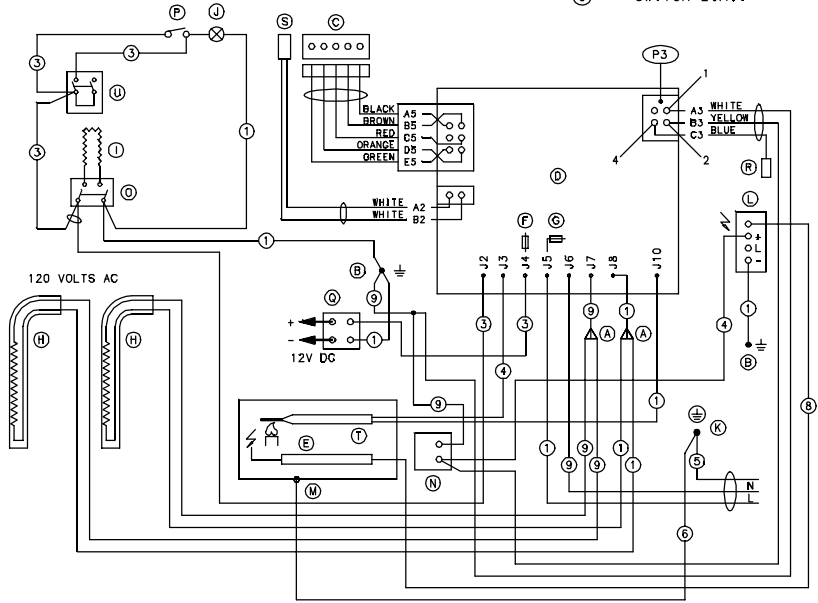 P J S C
3 P3
3 U
BLACK A5
BROWN B5
RED C5
ORANGE D5
GREEN E5
1
A3 WHITE
B3 YELLOW
C3 BLUE
4 2
R
1
3 I
O
D
L
WHITE A2
WHITE B2
F G
+
L
-
1
J2 J3 J4 J5 J6 J7 J8 J10
120 VOLTS AC
B
9
Q
+
-
12V DC
1
3 3 9 1
A A
1
4
B
H H
4
8
9
1
E T
N
M
K
1 9 9 9 1 1
5
N
L
6